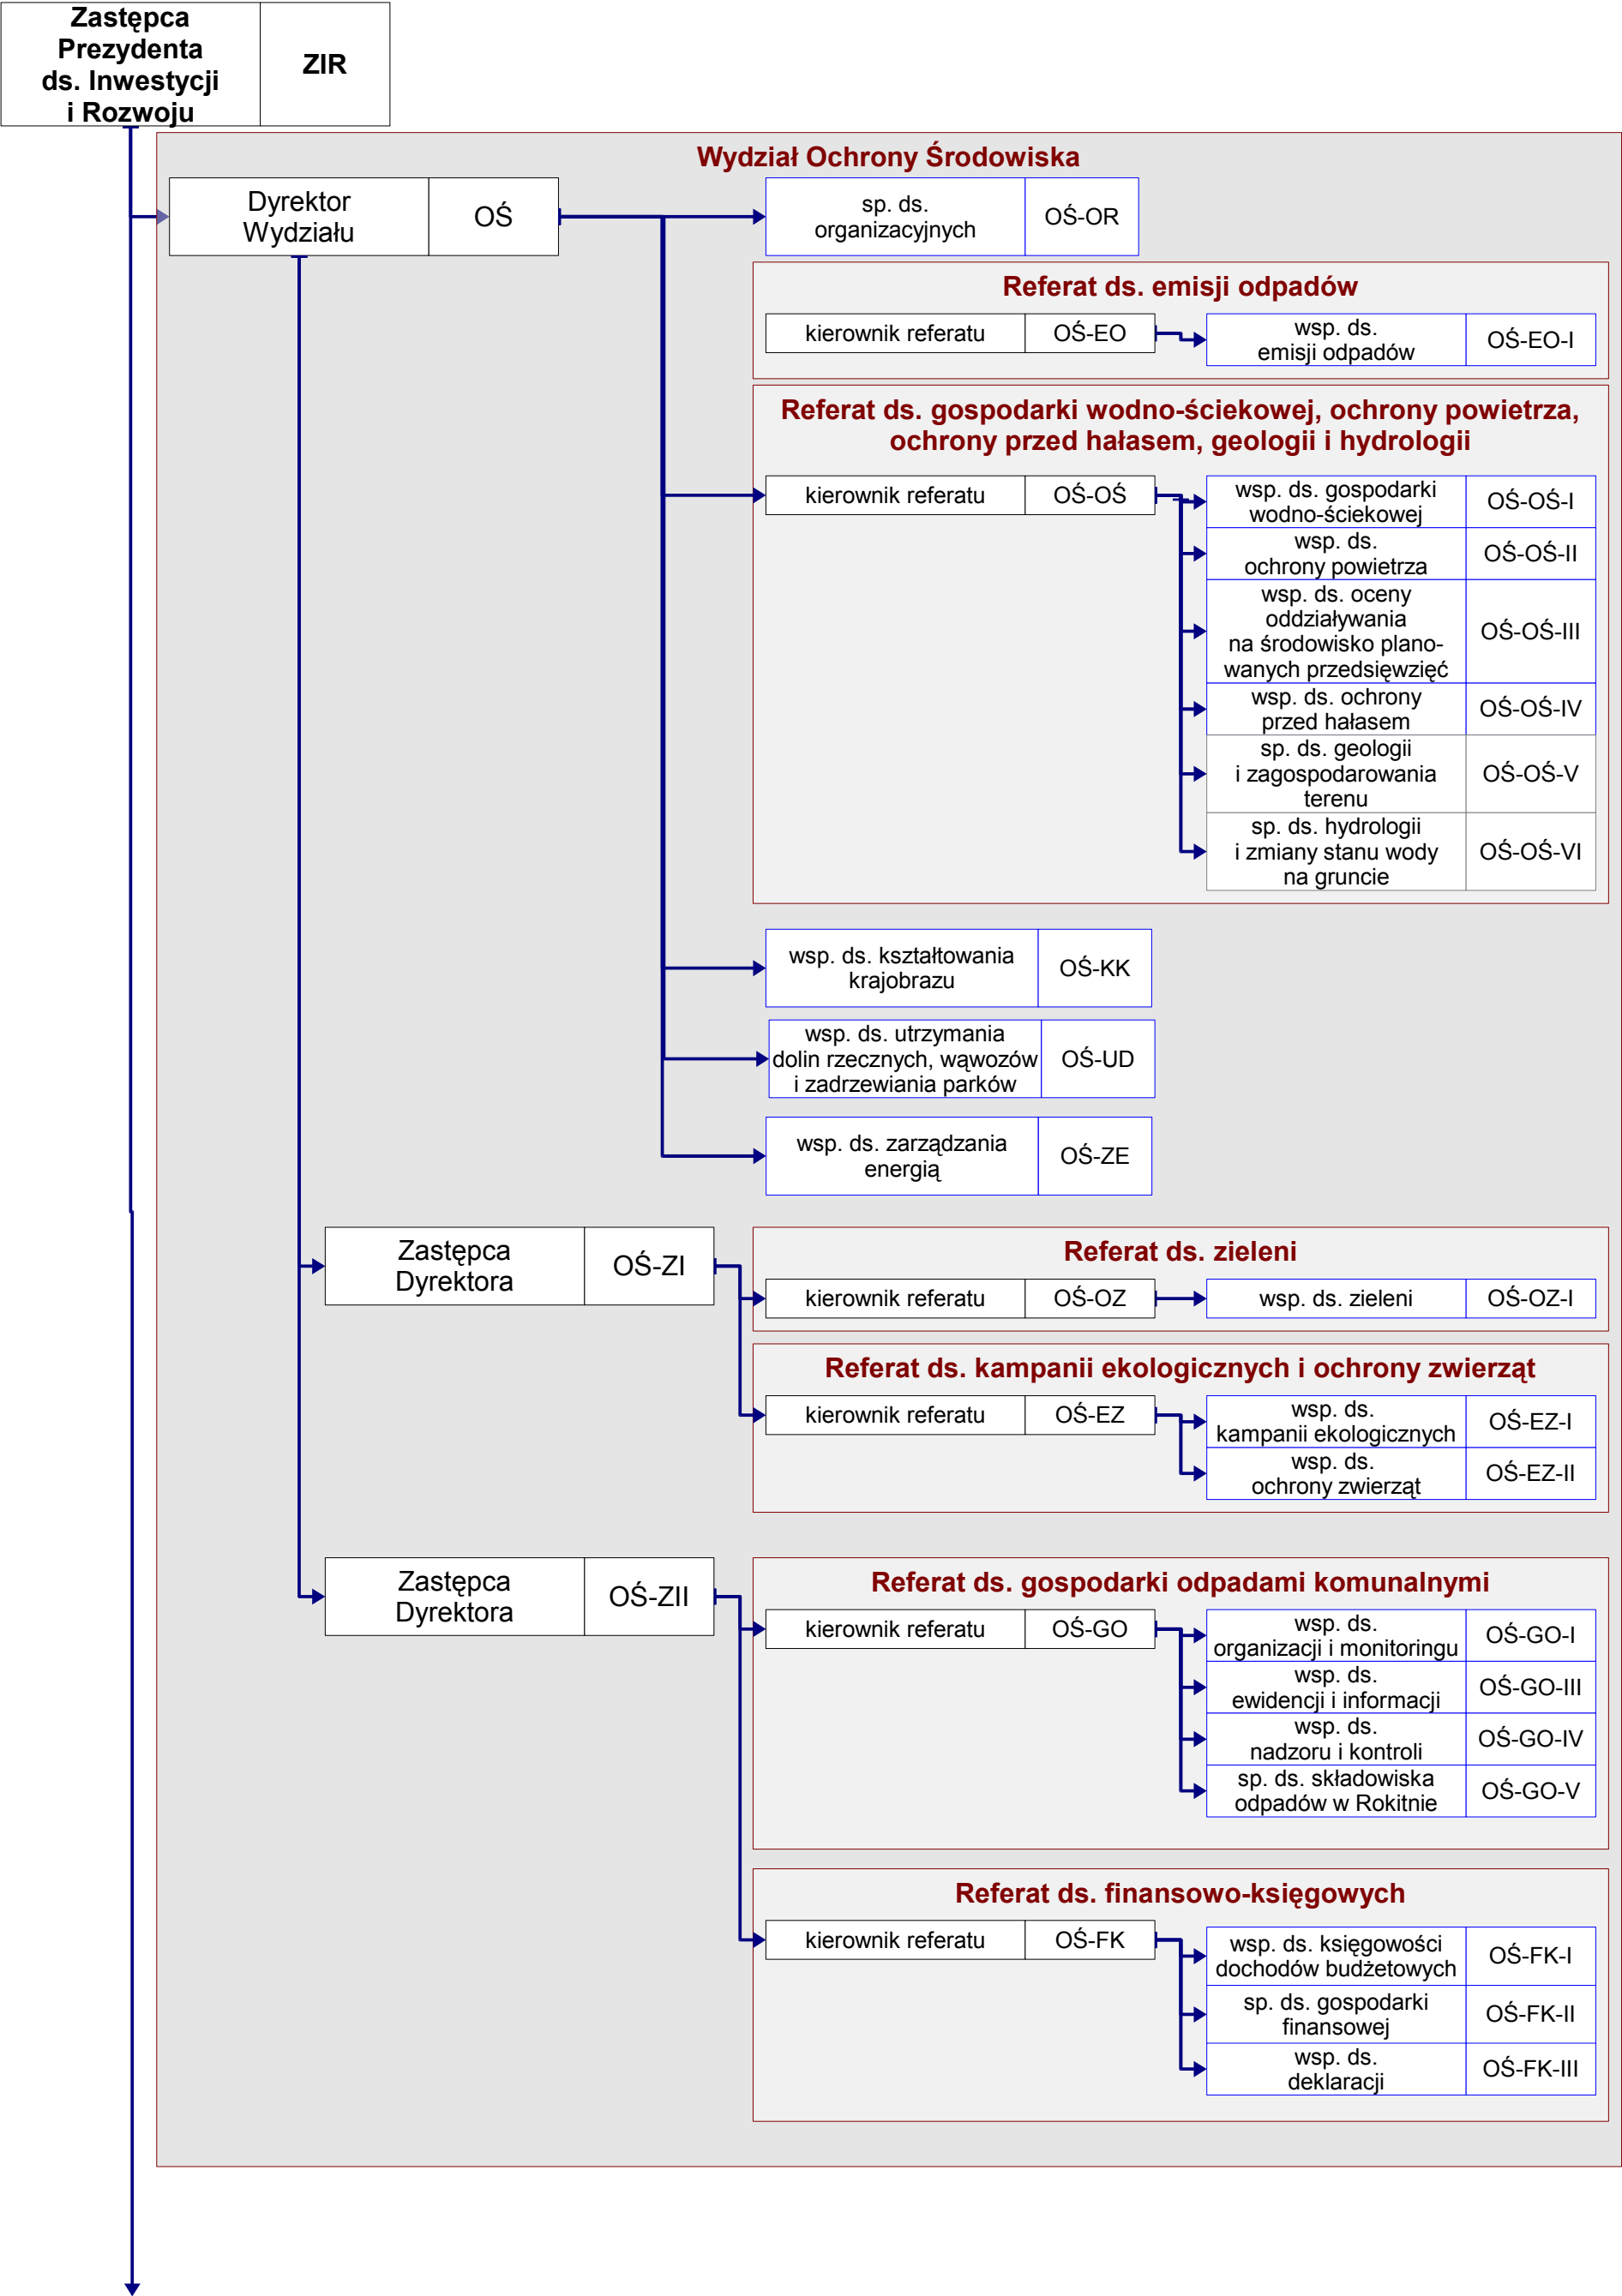 Zastępca
Prezydenta
ds. Inwestycji
i Rozwoju
ZIR
Wydział Ochrony Środowiska
Dyrektor
Wydziału
OŚ
sp. ds.
organizacyjnych
OŚ-OR
Referat ds. emisji odpadów
kierownik referatu
OŚ-EO
wsp. ds.
emisji odpadów
OŚ-EO-I
Referat ds. gospodarki wodno-ściekowej, ochrony powietrza,
ochrony przed hałasem, geologii i hydrologii
kierownik referatu
OŚ-OŚ
wsp. ds. gospodarki
wodno-ściekowej
OŚ-OŚ-I
wsp. ds.
ochrony powietrza
OŚ-OŚ-II
wsp. ds. oceny
oddziaływania
na środowisko plano-
wanych przedsięwzięć
OŚ-OŚ-III
wsp. ds. ochrony
przed hałasem
OŚ-OŚ-IV
sp. ds. geologii
i zagospodarowania
terenu
OŚ-OŚ-V
sp. ds. hydrologii
i zmiany stanu wody
na gruncie
OŚ-OŚ-VI
wsp. ds. kształtowania
krajobrazu
OŚ-KK
wsp. ds. utrzymania
dolin rzecznych, wąwozów
i zadrzewiania parków
OŚ-UD
wsp. ds. zarządzania
energią
OŚ-ZE
Zastępca
Dyrektora
OŚ-ZI
Referat ds. zieleni
kierownik referatu
OŚ-OZ
wsp. ds. zieleni
OŚ-OZ-I
Referat ds. kampanii ekologicznych i ochrony zwierząt
kierownik referatu
OŚ-EZ
wsp. ds.
kampanii ekologicznych
OŚ-EZ-I
wsp. ds.
ochrony zwierząt
OŚ-EZ-II
Zastępca
Dyrektora
OŚ-ZII
Referat ds. gospodarki odpadami komunalnymi
kierownik referatu
OŚ-GO
wsp. ds.
organizacji i monitoringu
OŚ-GO-I
wsp. ds.
ewidencji i informacji
OŚ-GO-III
wsp. ds.
nadzoru i kontroli
OŚ-GO-IV
sp. ds. składowiska
odpadów w Rokitnie
OŚ-GO-V
Referat ds. finansowo-księgowych
kierownik referatu
OŚ-FK
wsp. ds. księgowości
dochodów budżetowych
OŚ-FK-I
sp. ds. gospodarki
finansowej
OŚ-FK-II
wsp. ds.
deklaracji
OŚ-FK-III